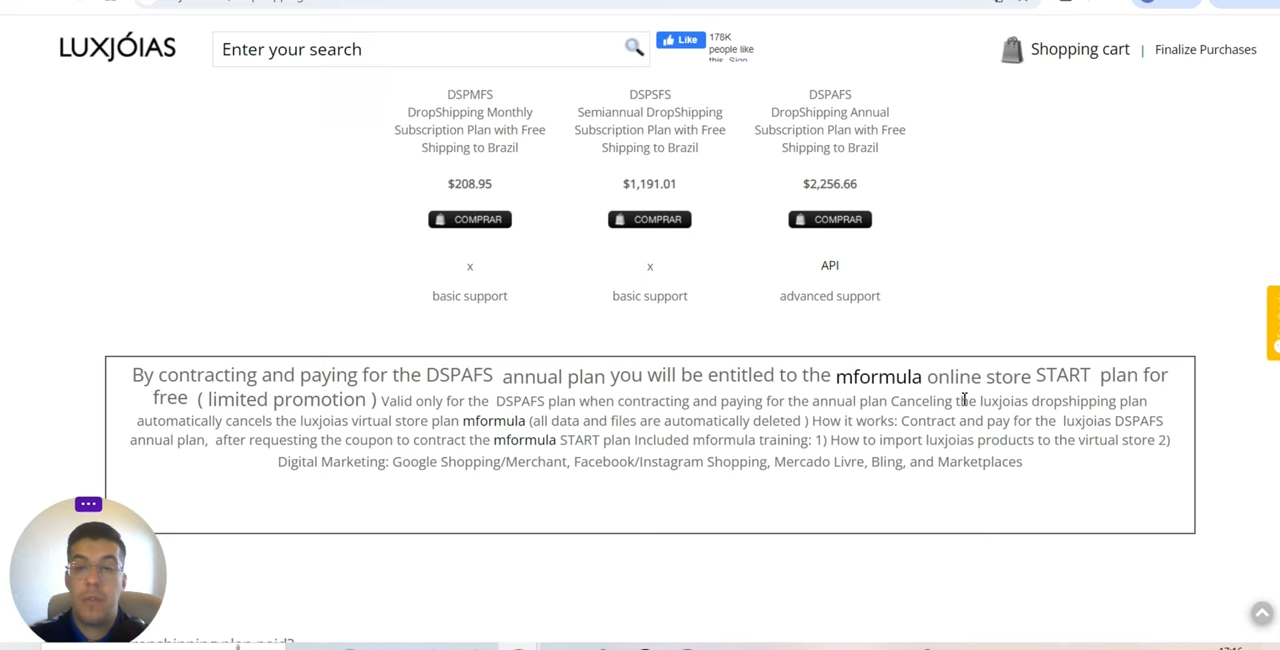 LUXJÓIAS
Enter your search
Like
178K
people like
this. Sign
Shopping cart | Finalize Purchases
DSPMFS
DropShipping Monthly
Subscription Plan with Free
Shipping to Brazil
$208.95
COMPRAR
x
basic support
DSPSFS
Semiannual DropShipping
Subscription Plan with Free
Shipping to Brazil
$1,191.01
COMPRAR
x
basic support
DSPAFS
DropShipping Annual
Subscription Plan with Free
Shipping to Brazil
$2,256.66
COMPRAR
API
advanced support
By contracting and paying for the DSPAFS annual plan you will be entitled to the mformula online store START plan for
free ( limited promotion ) Valid only for the DSPAFS plan when contracting and paying for the annual plan Canceling the luxjoias dropshipping plan
automatically cancels the luxjoias virtual store plan mformula (all data and files are automatically deleted ) How it works: Contract and pay for the luxjoias DSPAFS
annual plan, after requesting the coupon to contract the mformula START plan Included mformula training: 1) How to import luxjoias products to the virtual store 2)
Digital Marketing: Google Shopping/Merchant, Facebook/Instagram Shopping, Mercado Livre, Bling, and Marketplaces